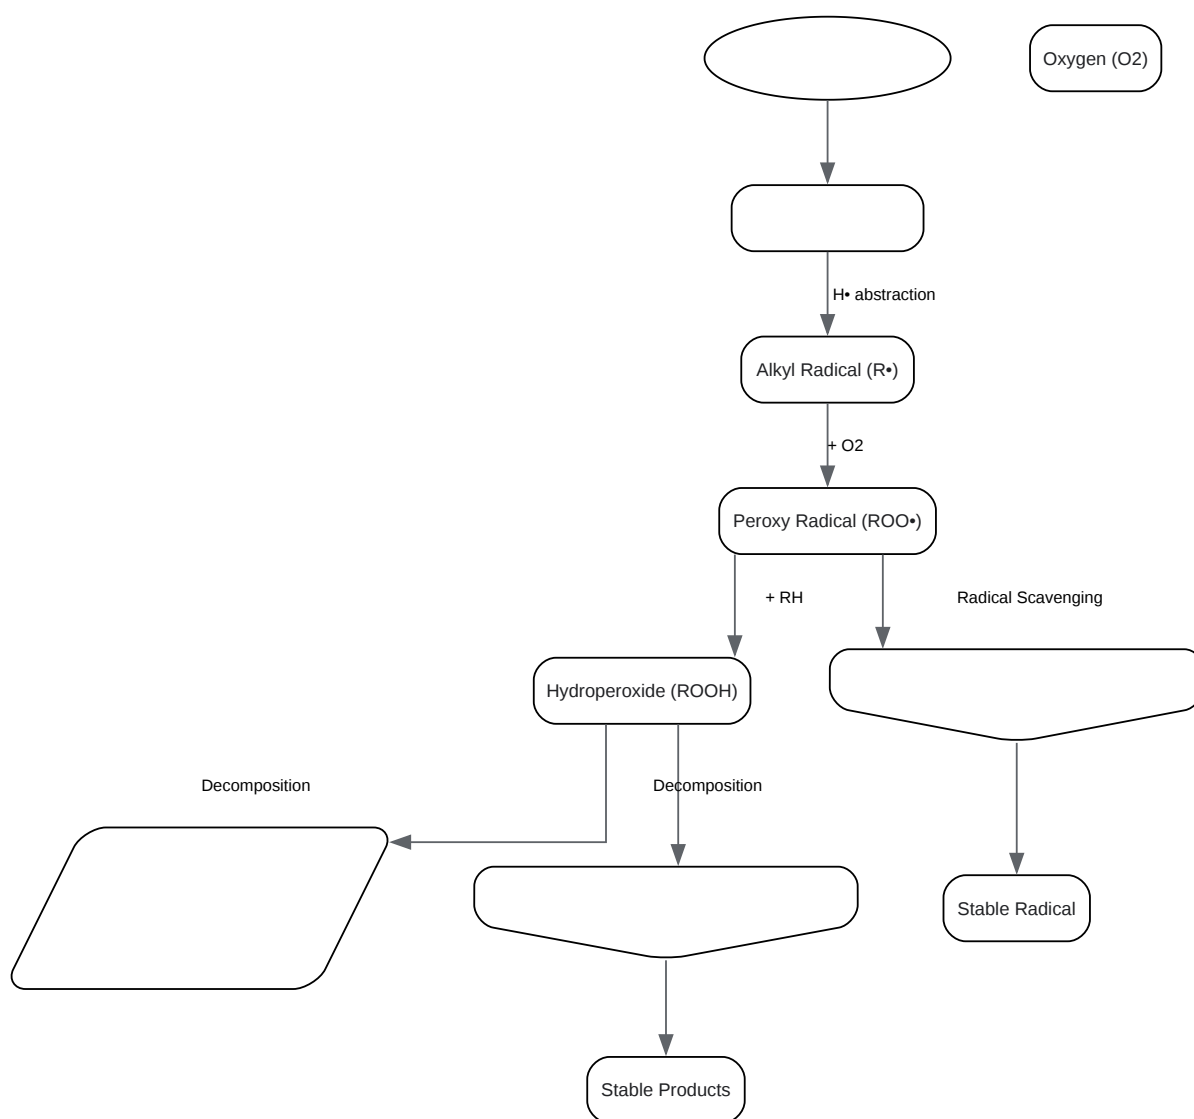 Oxygen (O2)
H• abstraction
Alkyl Radical (R•)
+ O2
Peroxy Radical (ROO•)
+ RH
Radical Scavenging
Hydroperoxide (ROOH)
Decomposition
Decomposition
Stable Radical
Stable Products